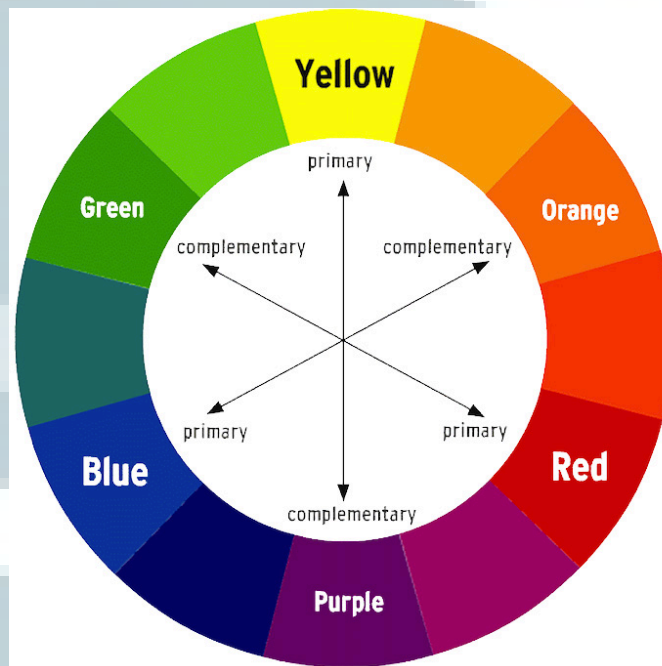 Yellow
primary
Green
Orange
complementary
complementary
primary
primary
Blue
Red
complementary
Purple